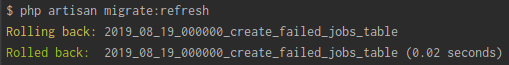 $ php artisan migrate:refresh
Rolling back: 2019_08_19_000000_create_failed_jobs_table
Rolled back:  2019_08_19_000000_create_failed_jobs_table (0.02 seconds)